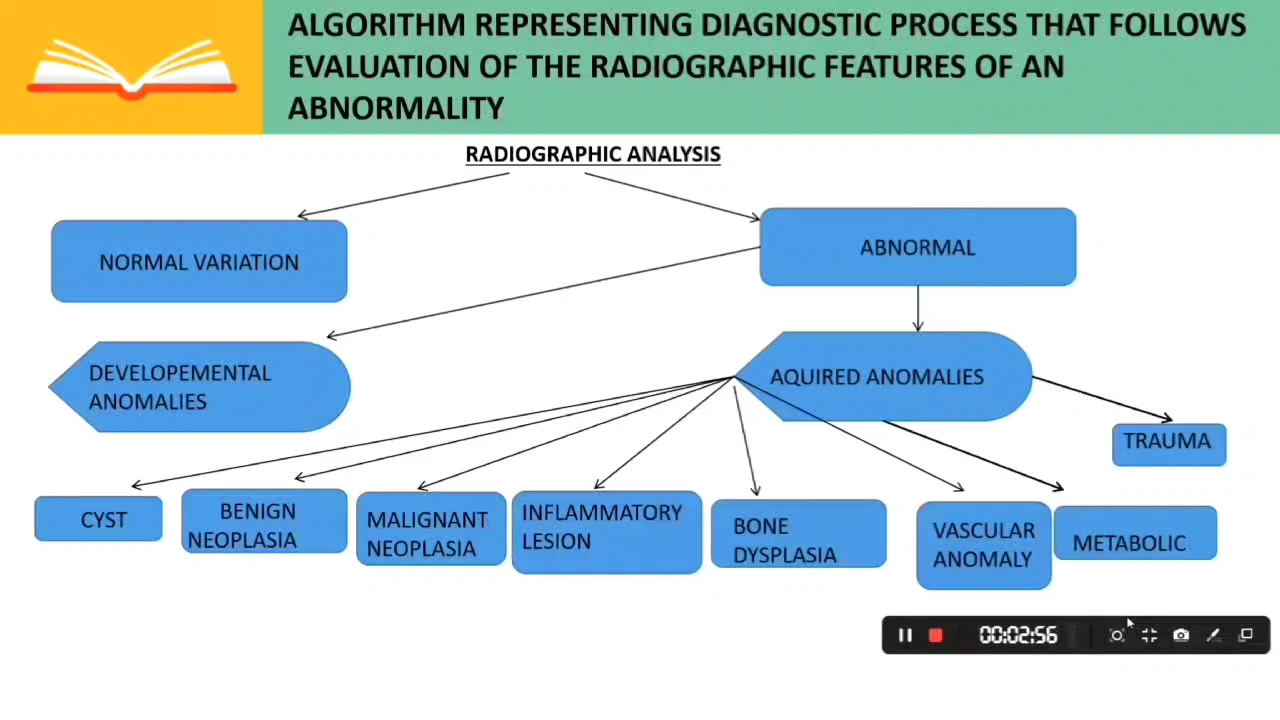 ALGORITHM REPRESENTING DIAGNOSTIC PROCESS THAT FOLLOWS
EVALUATION OF THE RADIOGRAPHIC FEATURES OF AN
ABNORMALITY
RADIOGRAPHIC ANALYSIS
NORMAL VARIATION
ABNORMAL
DEVELOPEMENTAL
ANOMALIES
AQUIRED ANOMALIES
TRAUMA
CYST
BENIGN
NEOPLASIA
MALIGNANT
NEOPLASIA
INFLAMMATORY
LESION
BONE
DYSPLASIA
VASCULAR
ANOMALY
METABOLIC
00:02:56